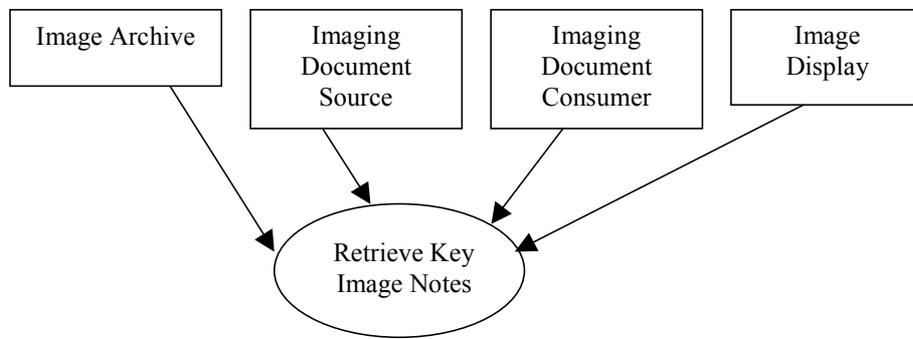 Image Archive
Imaging
Document
Source
Imaging
Document
Consumer
Image
Display
Retrieve Key
Image Notes